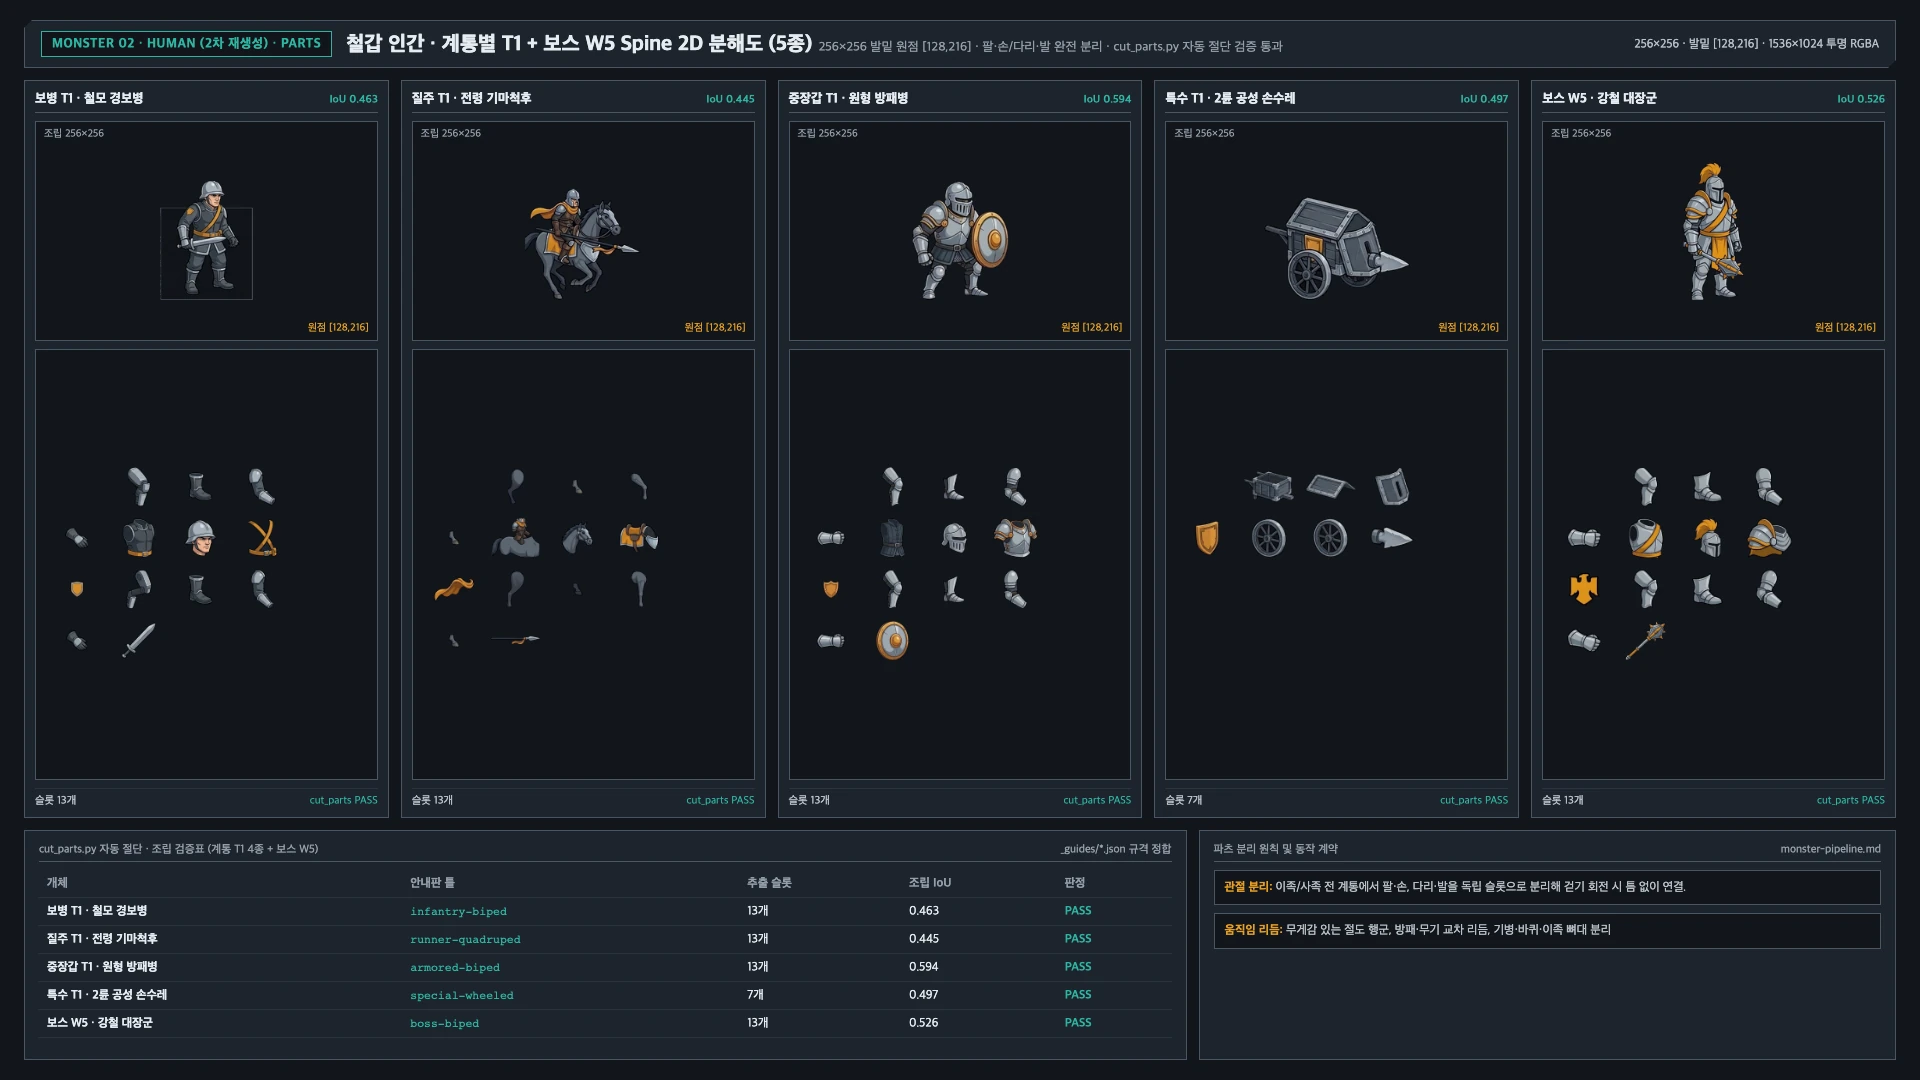 MONSTER 02 · HUMAN (2차 재생성) · PARTS
철갑 인간 · 계통별 T1 + 보스 W5 Spine 2D 분해도 (5종)
256×256 발밑 원점 [128,216] · 팔·손/다리·발 완전 분리 · cut_parts.py 자동 절단 검증 통과
256×256 · 발밑 [128,216] · 1536×1024 투명 RGBA
보병 T1 · 철모 경보병
IoU 0.463
조립 256×256
원점 [128,216]
슬롯 13개
cut_parts PASS
질주 T1 · 전령 기마척후
IoU 0.445
조립 256×256
원점 [128,216]
슬롯 13개
cut_parts PASS
중장갑 T1 · 원형 방패병
IoU 0.594
조립 256×256
원점 [128,216]
슬롯 13개
cut_parts PASS
특수 T1 · 2륜 공성 손수레
IoU 0.497
조립 256×256
원점 [128,216]
슬롯 7개
cut_parts PASS
보스 W5 · 강철 대장군
IoU 0.526
조립 256×256
원점 [128,216]
슬롯 13개
cut_parts PASS
cut_parts.py 자동 절단 · 조립 검증표 (계통 T1 4종 + 보스 W5)
_guides/*.json 규격 정합
개체 안내판 틀 추출 슬롯 조립 IoU 판정
보병 T1 · 철모 경보병 infantry-biped 13개 0.463 PASS
질주 T1 · 전령 기마척후 runner-quadruped 13개 0.445 PASS
중장갑 T1 · 원형 방패병 armored-biped 13개 0.594 PASS
특수 T1 · 2륜 공성 손수레 special-wheeled 7개 0.497 PASS
보스 W5 · 강철 대장군 boss-biped 13개 0.526 PASS
파츠 분리 원칙 및 동작 계약
monster-pipeline.md
관절 분리: 이족/사족 전 계통에서 팔·손, 다리·발을 독립 슬롯으로 분리해 걷기 회전 시 틈 없이 연결.
움직임 리듬: 무게감 있는 절도 행군, 방패·무기 교차 리듬, 기병·바퀴·이족 뼈대 분리